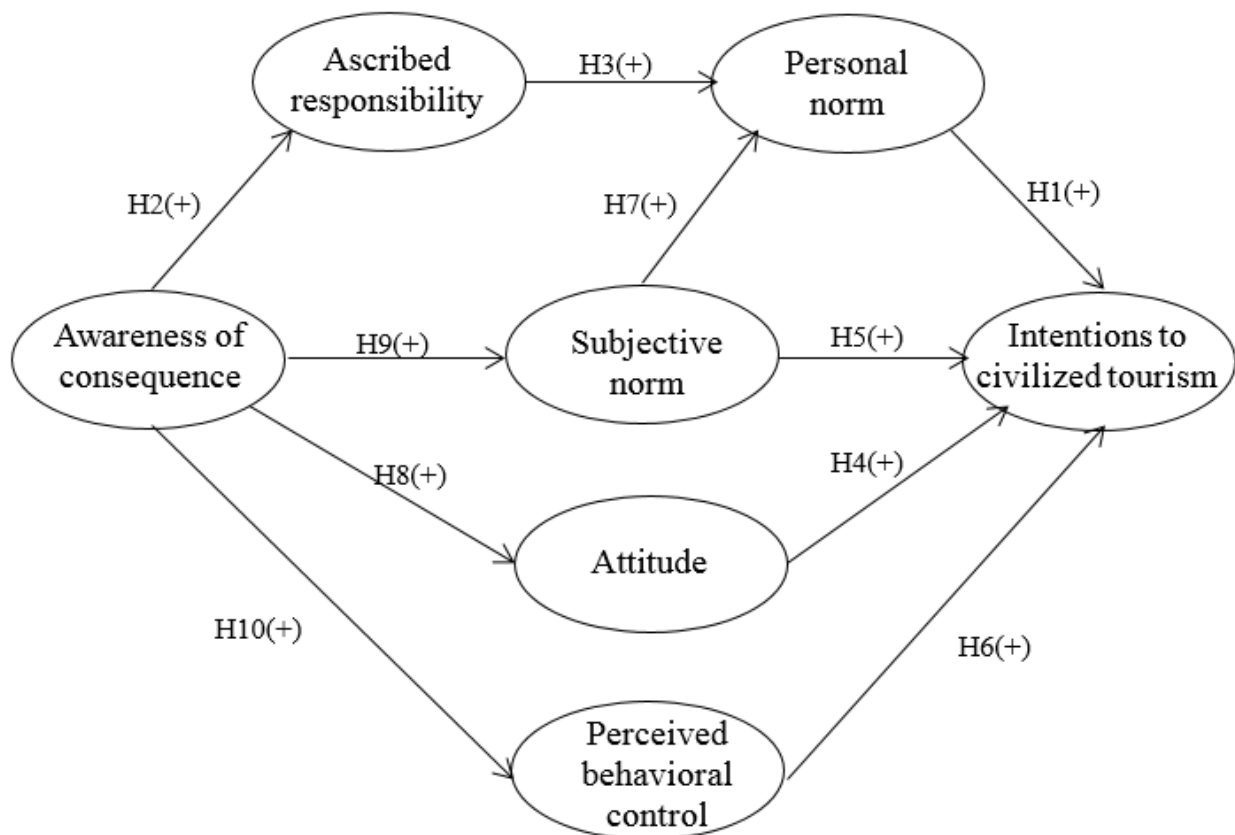 Ascribed
responsibility
H3(+)
Personal
norm
H2(+)
H7(+)
H1(+)
Awareness of
consequence
H9(+)
Subjective
norm
H5(+)
Intentions to
civilized tourism
H8(+)
H4(+)
Attitude
H10(+)
H6(+)
Perceived
behavioral
control